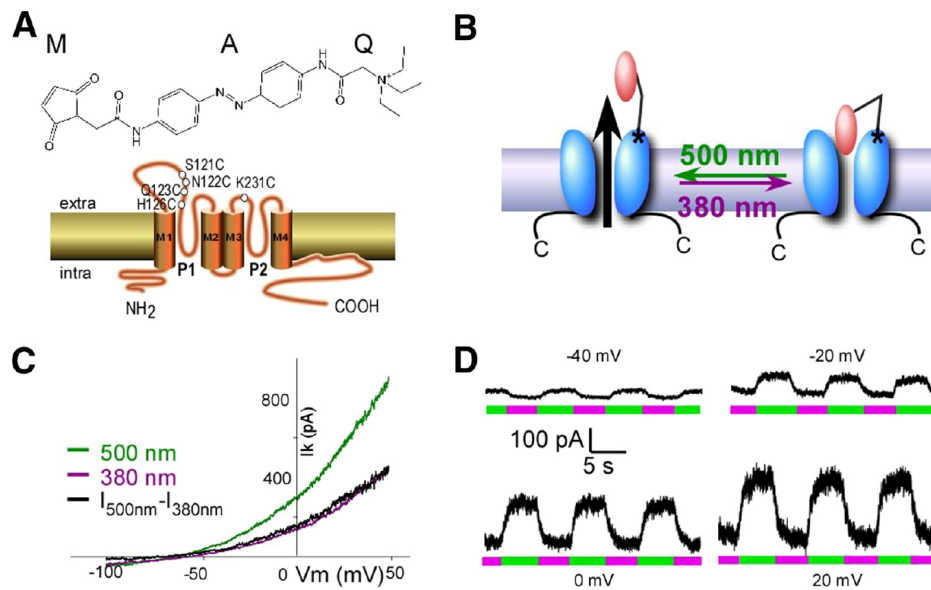 A
M A Q
O
O
O
N
H
N
N
H
N
O
N+
S121C
N122C
K231C
Q123C
H126C
extra
intra
M1 M2 M3 M4
P1 P2
NH2
COOH
B
*
*
500 nm
380 nm
C C C C
C
800
400
Ik (pA)
500 nm
380 nm
I500nm-I380nm
-100 -50 0 Vm (mV) 50
D
-40 mV -20 mV
100 pA
5 s
0 mV 20 mV